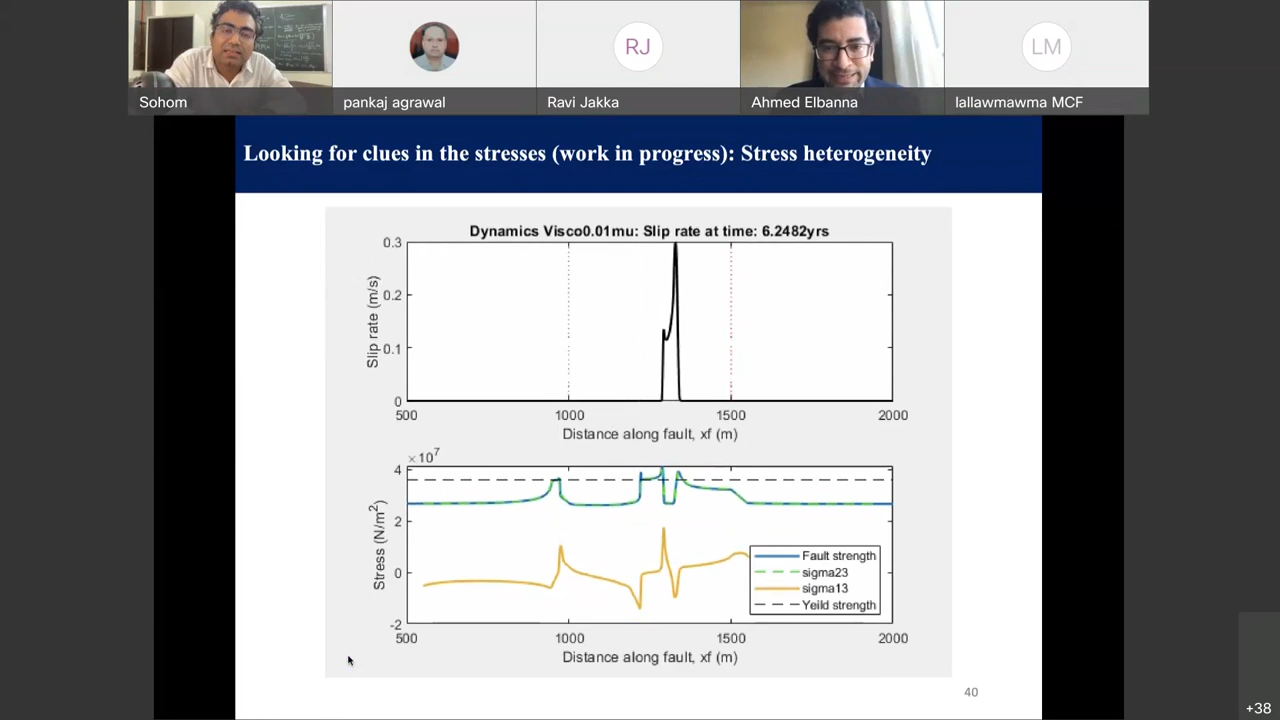 RJ
LM
Sohom
pankaj agrawal
Ravi Jakka
Ahmed Elbanna
lallawmawma MCF
Looking for clues in the stresses (work in progress): Stress heterogeneity
Dynamics Visco0.01mu: Slip rate at time: 6.2482yrs
0.3
0.2
0.1
0
Slip rate (m/s)
500 1000 1500 2000
Distance along fault, xf (m)
×10⁷
4
2
0
-2
Stress (N/m²)
Fault strength
sigma23
sigma13
Yeild strength
500 1000 1500 2000
Distance along fault, xf (m)
40
+38